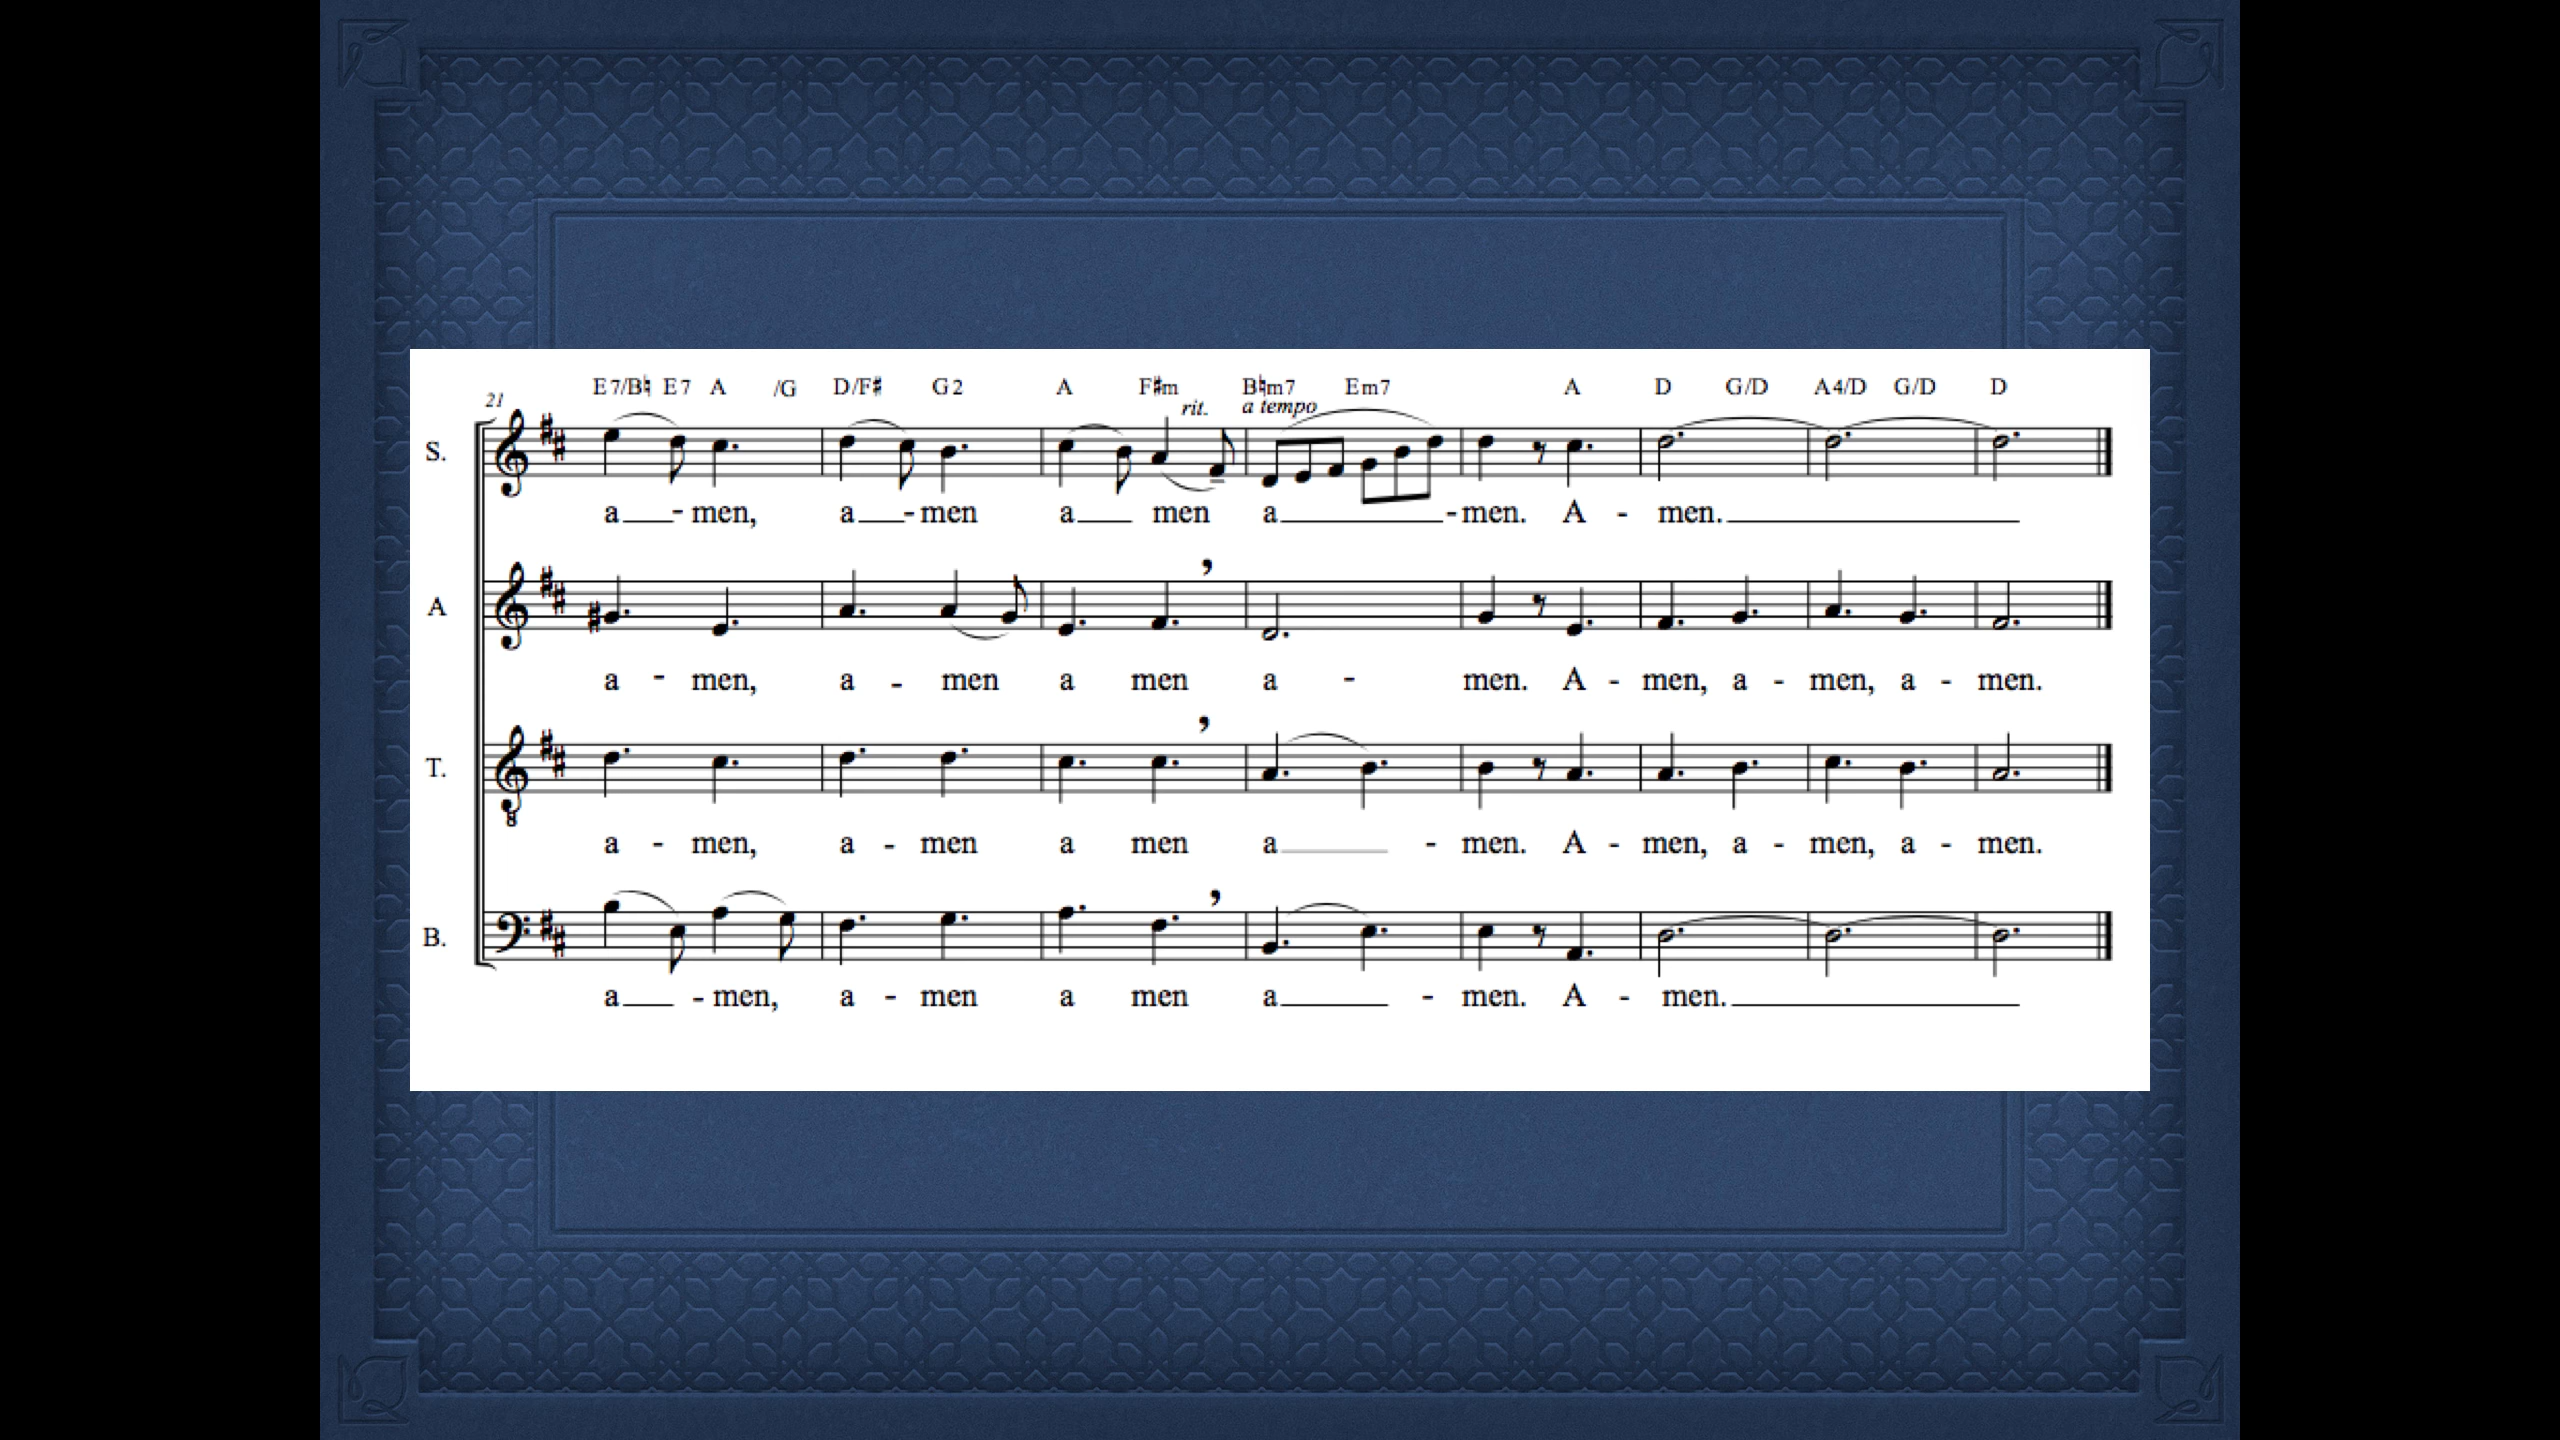 E7/B♮ E7 A /G D/F♯ G2 A F♯m B♮m7 Em7 A D G/D A4/D G/D D
21 rit. a tempo
S.
a - men, a - men a men a - men. A - men.
A
a - men, a - men a men a - men. A - men, a - men, a - men.
T.
8
a - men, a - men a men a - men. A - men, a - men, a - men.
B.
a - men, a - men a men a - men. A - men.